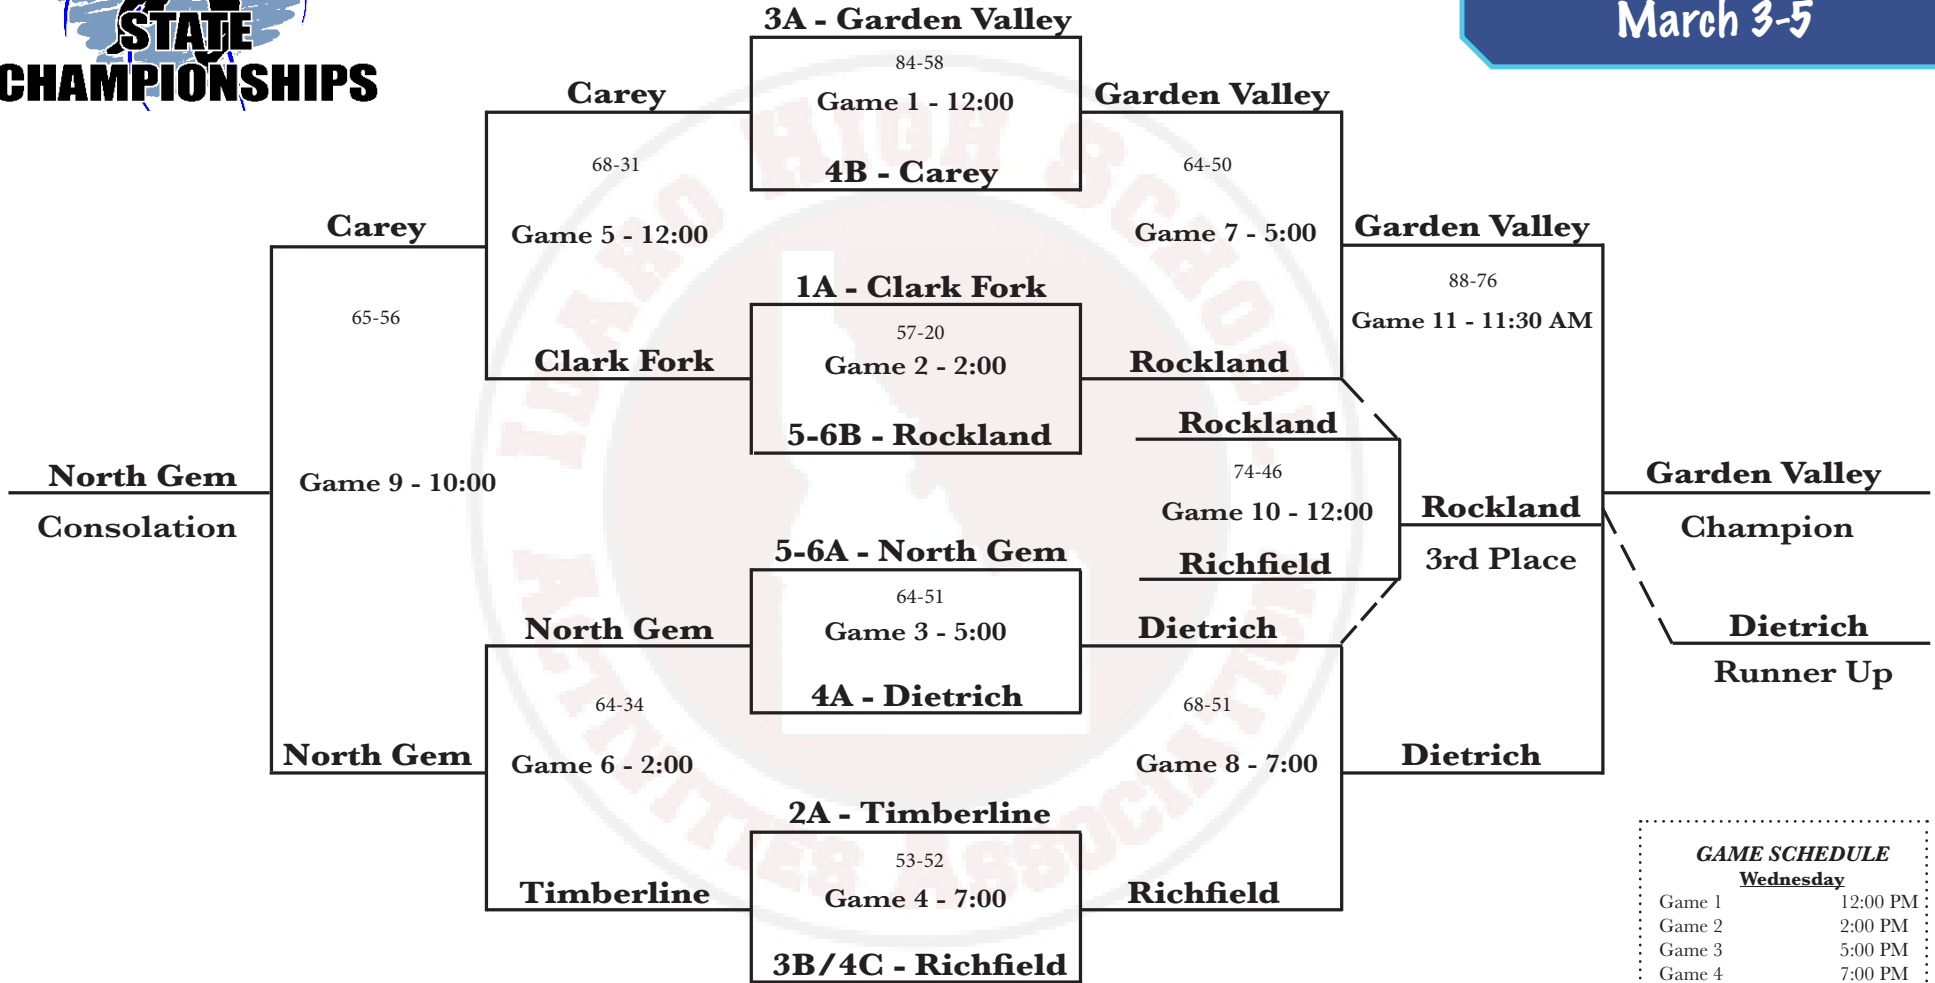 STATE
CHAMPIONSHIPS
March 3-5
3A - Garden Valley
84-58
Game 1 - 12:00
4B - Carey
Carey
Garden Valley
68-31
Game 5 - 12:00
64-50
Game 7 - 5:00
Carey
Garden Valley
88-76
Game 11 - 11:30 AM
1A - Clark Fork
57-20
Game 2 - 2:00
5-6B - Rockland
65-56
Clark Fork
Rockland
Rockland
74-46
Game 10 - 12:00
Richfield
North Gem
Consolation
Game 9 - 10:00
Rockland
3rd Place
Garden Valley
Champion
5-6A - North Gem
64-51
Game 3 - 5:00
4A - Dietrich
North Gem
Dietrich
Dietrich
Runner Up
64-34
Game 6 - 2:00
68-51
Game 8 - 7:00
North Gem
Dietrich
2A - Timberline
53-52
Game 4 - 7:00
3B/4C - Richfield
Timberline
Richfield
IDAHO HIGH SCHOOL
ACTIVITIES ASSOCIATION
GAME SCHEDULE
Wednesday
Game 1 12:00 PM
Game 2 2:00 PM
Game 3 5:00 PM
Game 4 7:00 PM